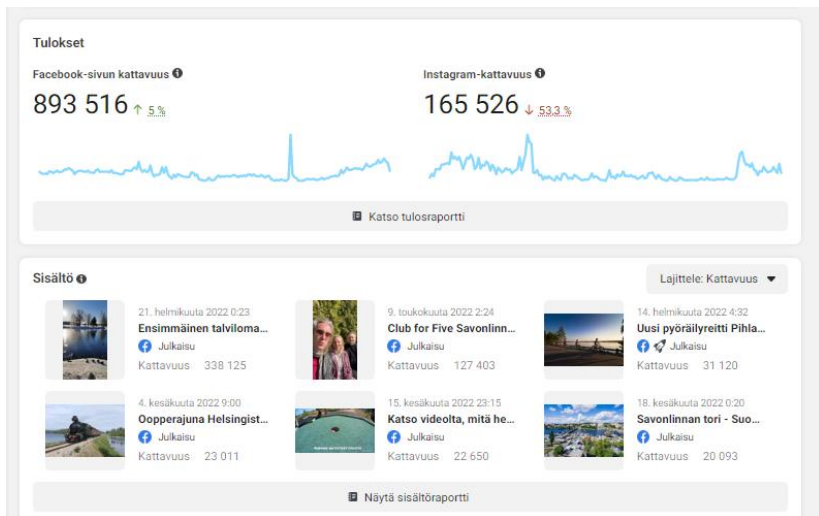 Tulokset
Facebook-sivun kattavuus
Instagram-kattavuus
893 516 ↑ 5 %
165 526 ↓ 53,3 %
Katso tulosraportti
Sisältö
Lajittele: Kattavuus
21. helmikuuta 2022 0:23
Ensimmäinen talviloma...
Julkaisu
Kattavuus 338 125
9. toukokuuta 2022 2:24
Club for Five Savonlinn...
Julkaisu
Kattavuus 127 403
14. helmikuuta 2022 4:32
Uusi pyöräilyreitti Pihla...
Julkaisu
Kattavuus 31 120
4. kesäkuuta 2022 9:00
Oopperajuna Helsingist...
Julkaisu
Kattavuus 23 011
15. kesäkuuta 2022 23:15
Katso videolta, mitä he...
Julkaisu
Kattavuus 22 650
18. kesäkuuta 2022 0:20
Savonlinnan tori - Suo...
Julkaisu
Kattavuus 20 093
Näytä sisältöraportti